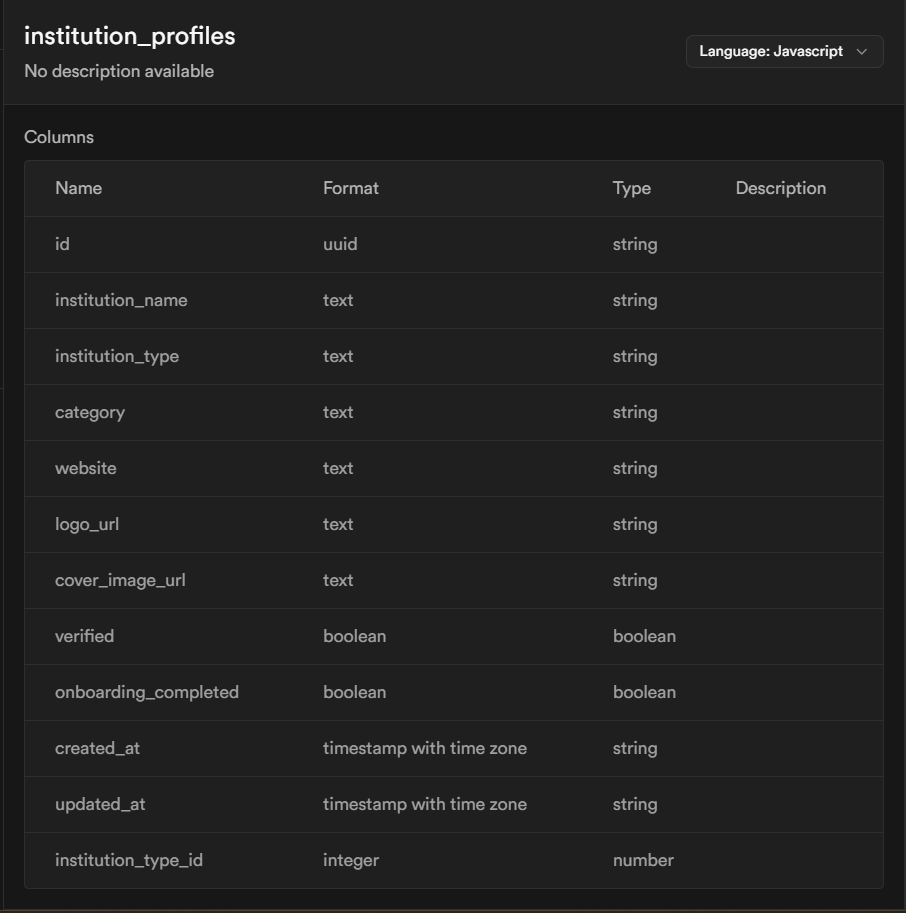 institution_profiles
No description available
Language: Javascript
Columns
Name Format Type Description
id uuid string
institution_name text string
institution_type text string
category text string
website text string
logo_url text string
cover_image_url text string
verified boolean boolean
onboarding_completed boolean boolean
created_at timestamp with time zone string
updated_at timestamp with time zone string
institution_type_id integer number